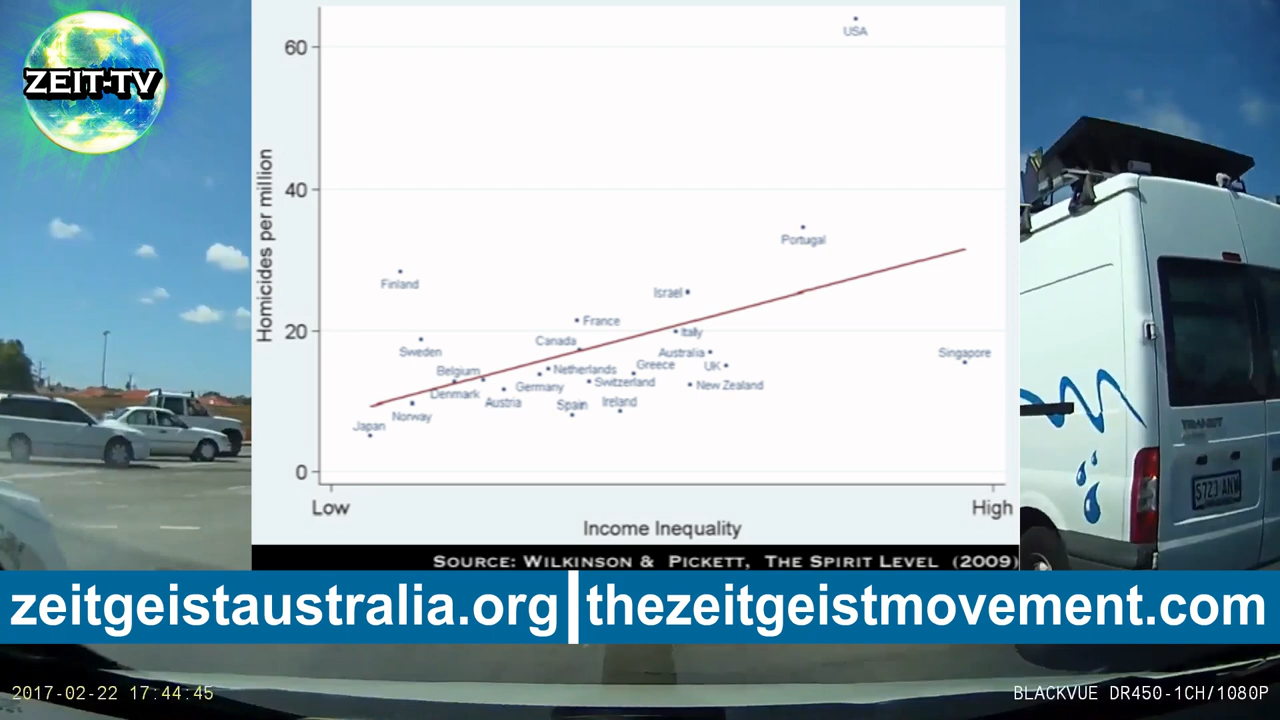 ZEIT-TV
60
USA
40
Homicides per million
Portugal
Finland
Israel
France
20
Italy
Canada
Sweden
Australia
Singapore
Belgium
Netherlands
Greece
UK
Denmark
Germany
Switzerland
New Zealand
Austria
Spain
Ireland
Norway
Japan
0
Low
High
Income Inequality
SOURCE: WILKINSON & PICKETT, THE SPIRIT LEVEL (2009)
TRANSIT
S723 ANW
zeitgeistaustralia.org|thezeitgeistmovement.com
2017-02-22 17:44:45
BLACKVUE DR450-1CH/1080P